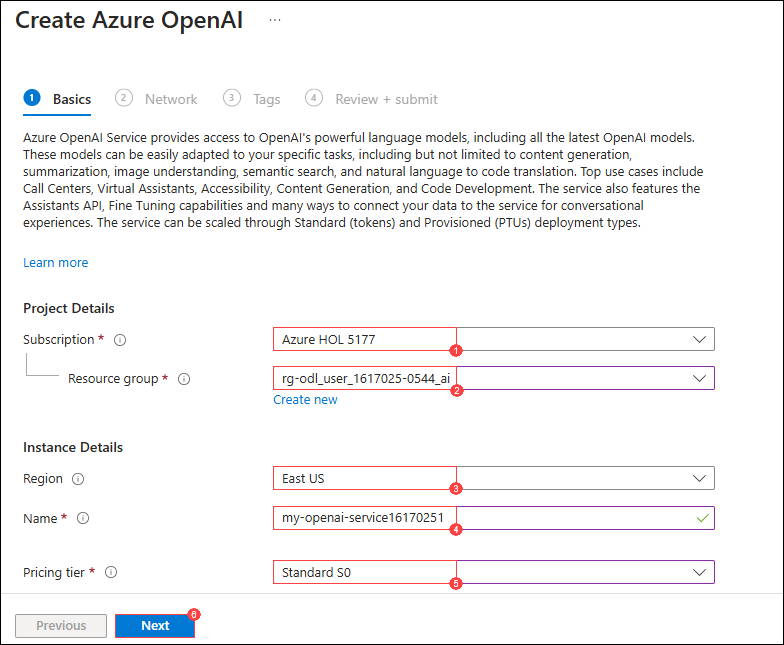 Create Azure OpenAI ...
1 Basics 2 Network 3 Tags 4 Review + submit
Azure OpenAI Service provides access to OpenAI's powerful language models, including all the latest OpenAI models.
These models can be easily adapted to your specific tasks, including but not limited to content generation,
summarization, image understanding, semantic search, and natural language to code translation. Top use cases include
Call Centers, Virtual Assistants, Accessibility, Content Generation, and Code Development. The service also features the
Assistants API, Fine Tuning capabilities and many ways to connect your data to the service for conversational
experiences. The service can be scaled through Standard (tokens) and Provisioned (PTUs) deployment types.
Learn more
Project Details
Subscription * Azure HOL 5177
1
Resource group * rg-odl_user_1617025-0544_ai
2
Create new
Instance Details
Region East US
3
Name * my-openai-service16170251
4
Pricing tier * Standard S0
5
6
Previous Next